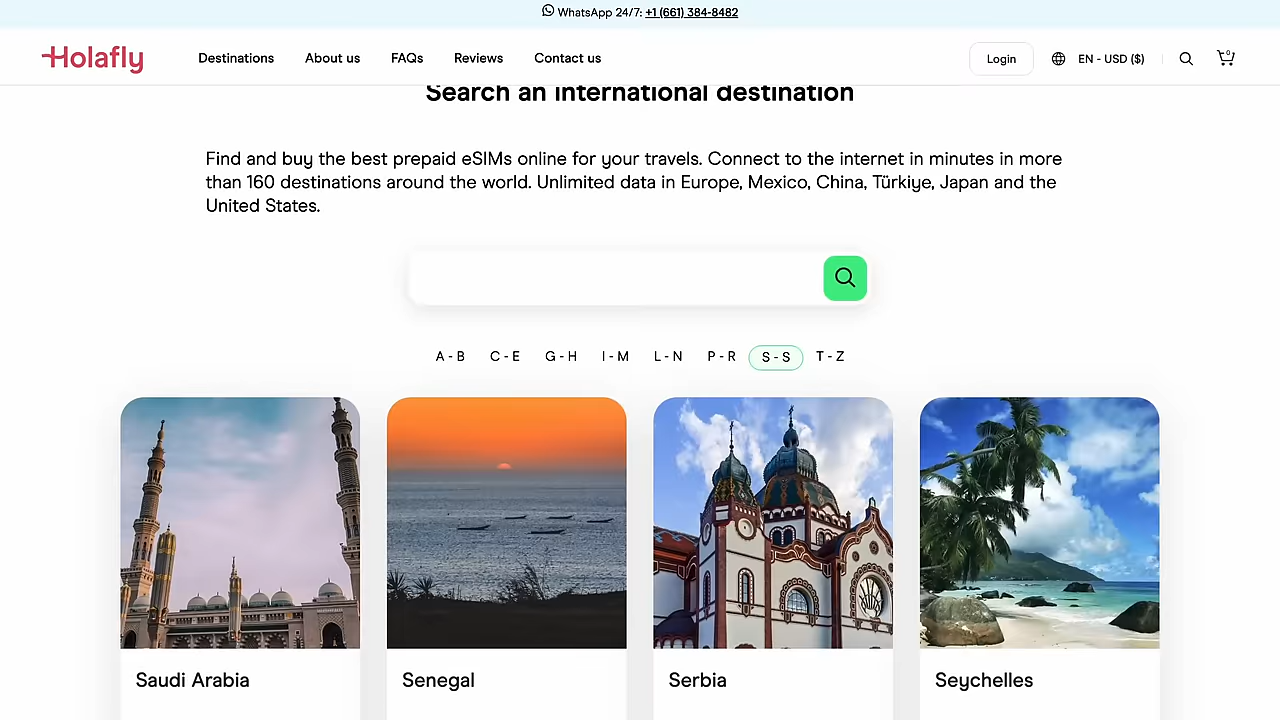 WhatsApp 24/7: +1 (661) 384-8482
Holafly Destinations About us FAQs Reviews Contact us Login EN - USD ($) 0
Search an international destination
Find and buy the best prepaid eSIMs online for your travels. Connect to the internet in minutes in more
than 160 destinations around the world. Unlimited data in Europe, Mexico, China, Türkiye, Japan and the
United States.
A - B C - E G - H I - M L - N P - R S - S T - Z
Saudi Arabia Senegal Serbia Seychelles